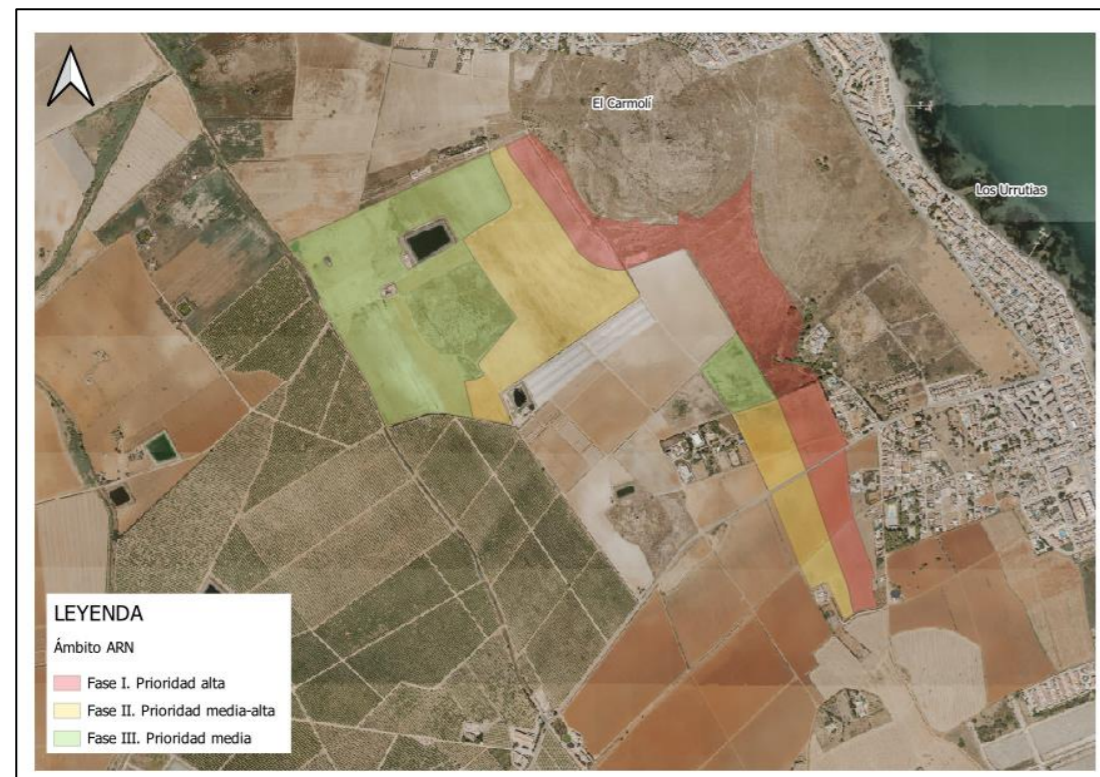 El Carmolí
Los Urrutias
LEYENDA
Ámbito ARN
Fase I. Prioridad alta
Fase II. Prioridad media-alta
Fase III. Prioridad media